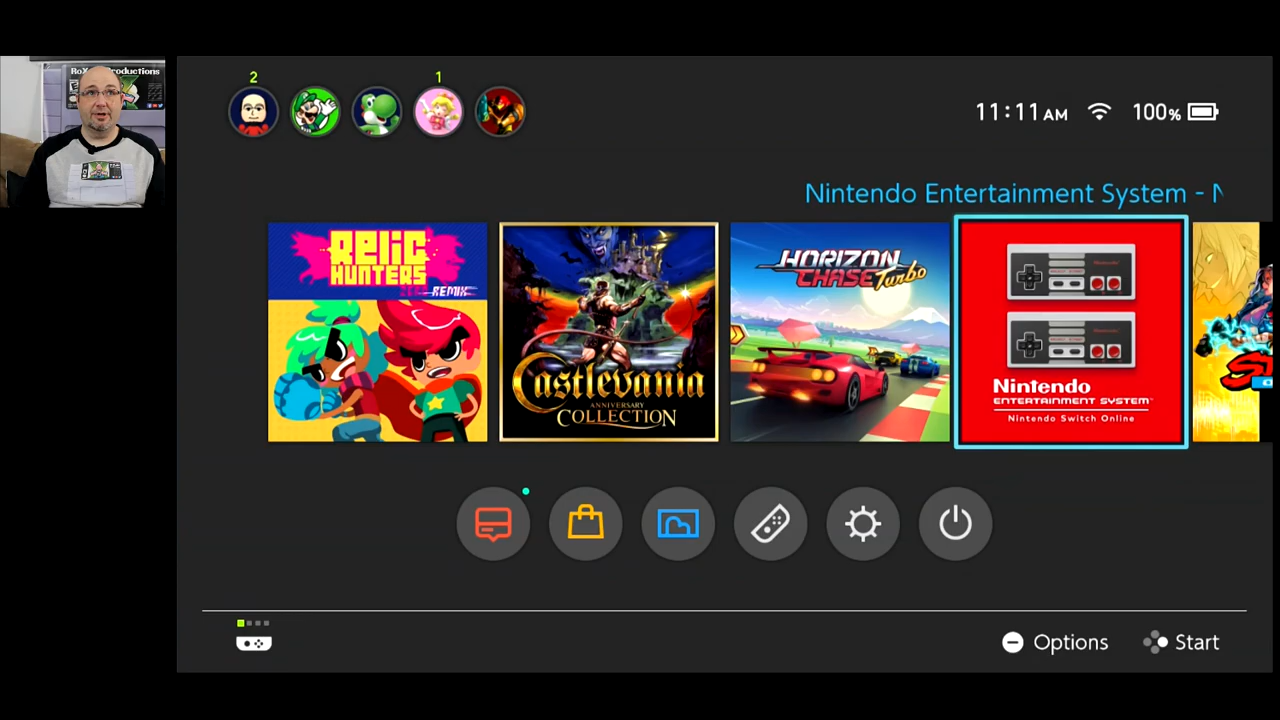 2
1
11:11 AM
100%
Nintendo Entertainment System -
RELIC
HUNTERS
REMIX
Castlevania
ANNIVERSARY
COLLECTION
HORIZON
CHASE Turbo
Nintendo
ENTERTAINMENT SYSTEM™
Nintendo Switch Online
Options
Start